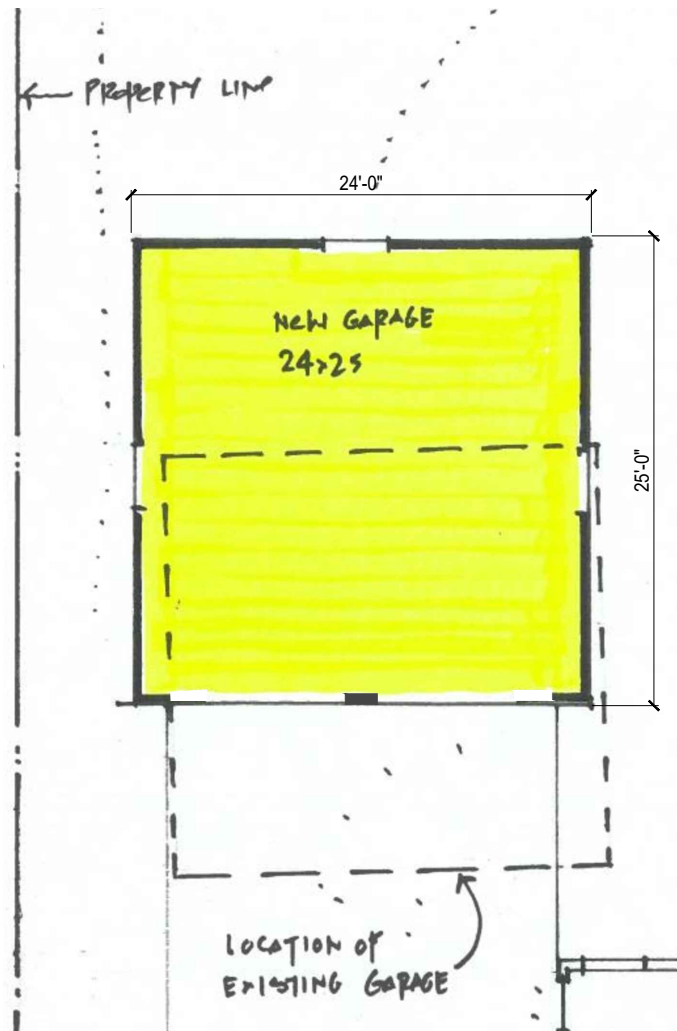 PROPERTY LINE
24'-0"
NEW GARAGE
24x25
25'-0"
LOCATION OF
EXISTING GARAGE